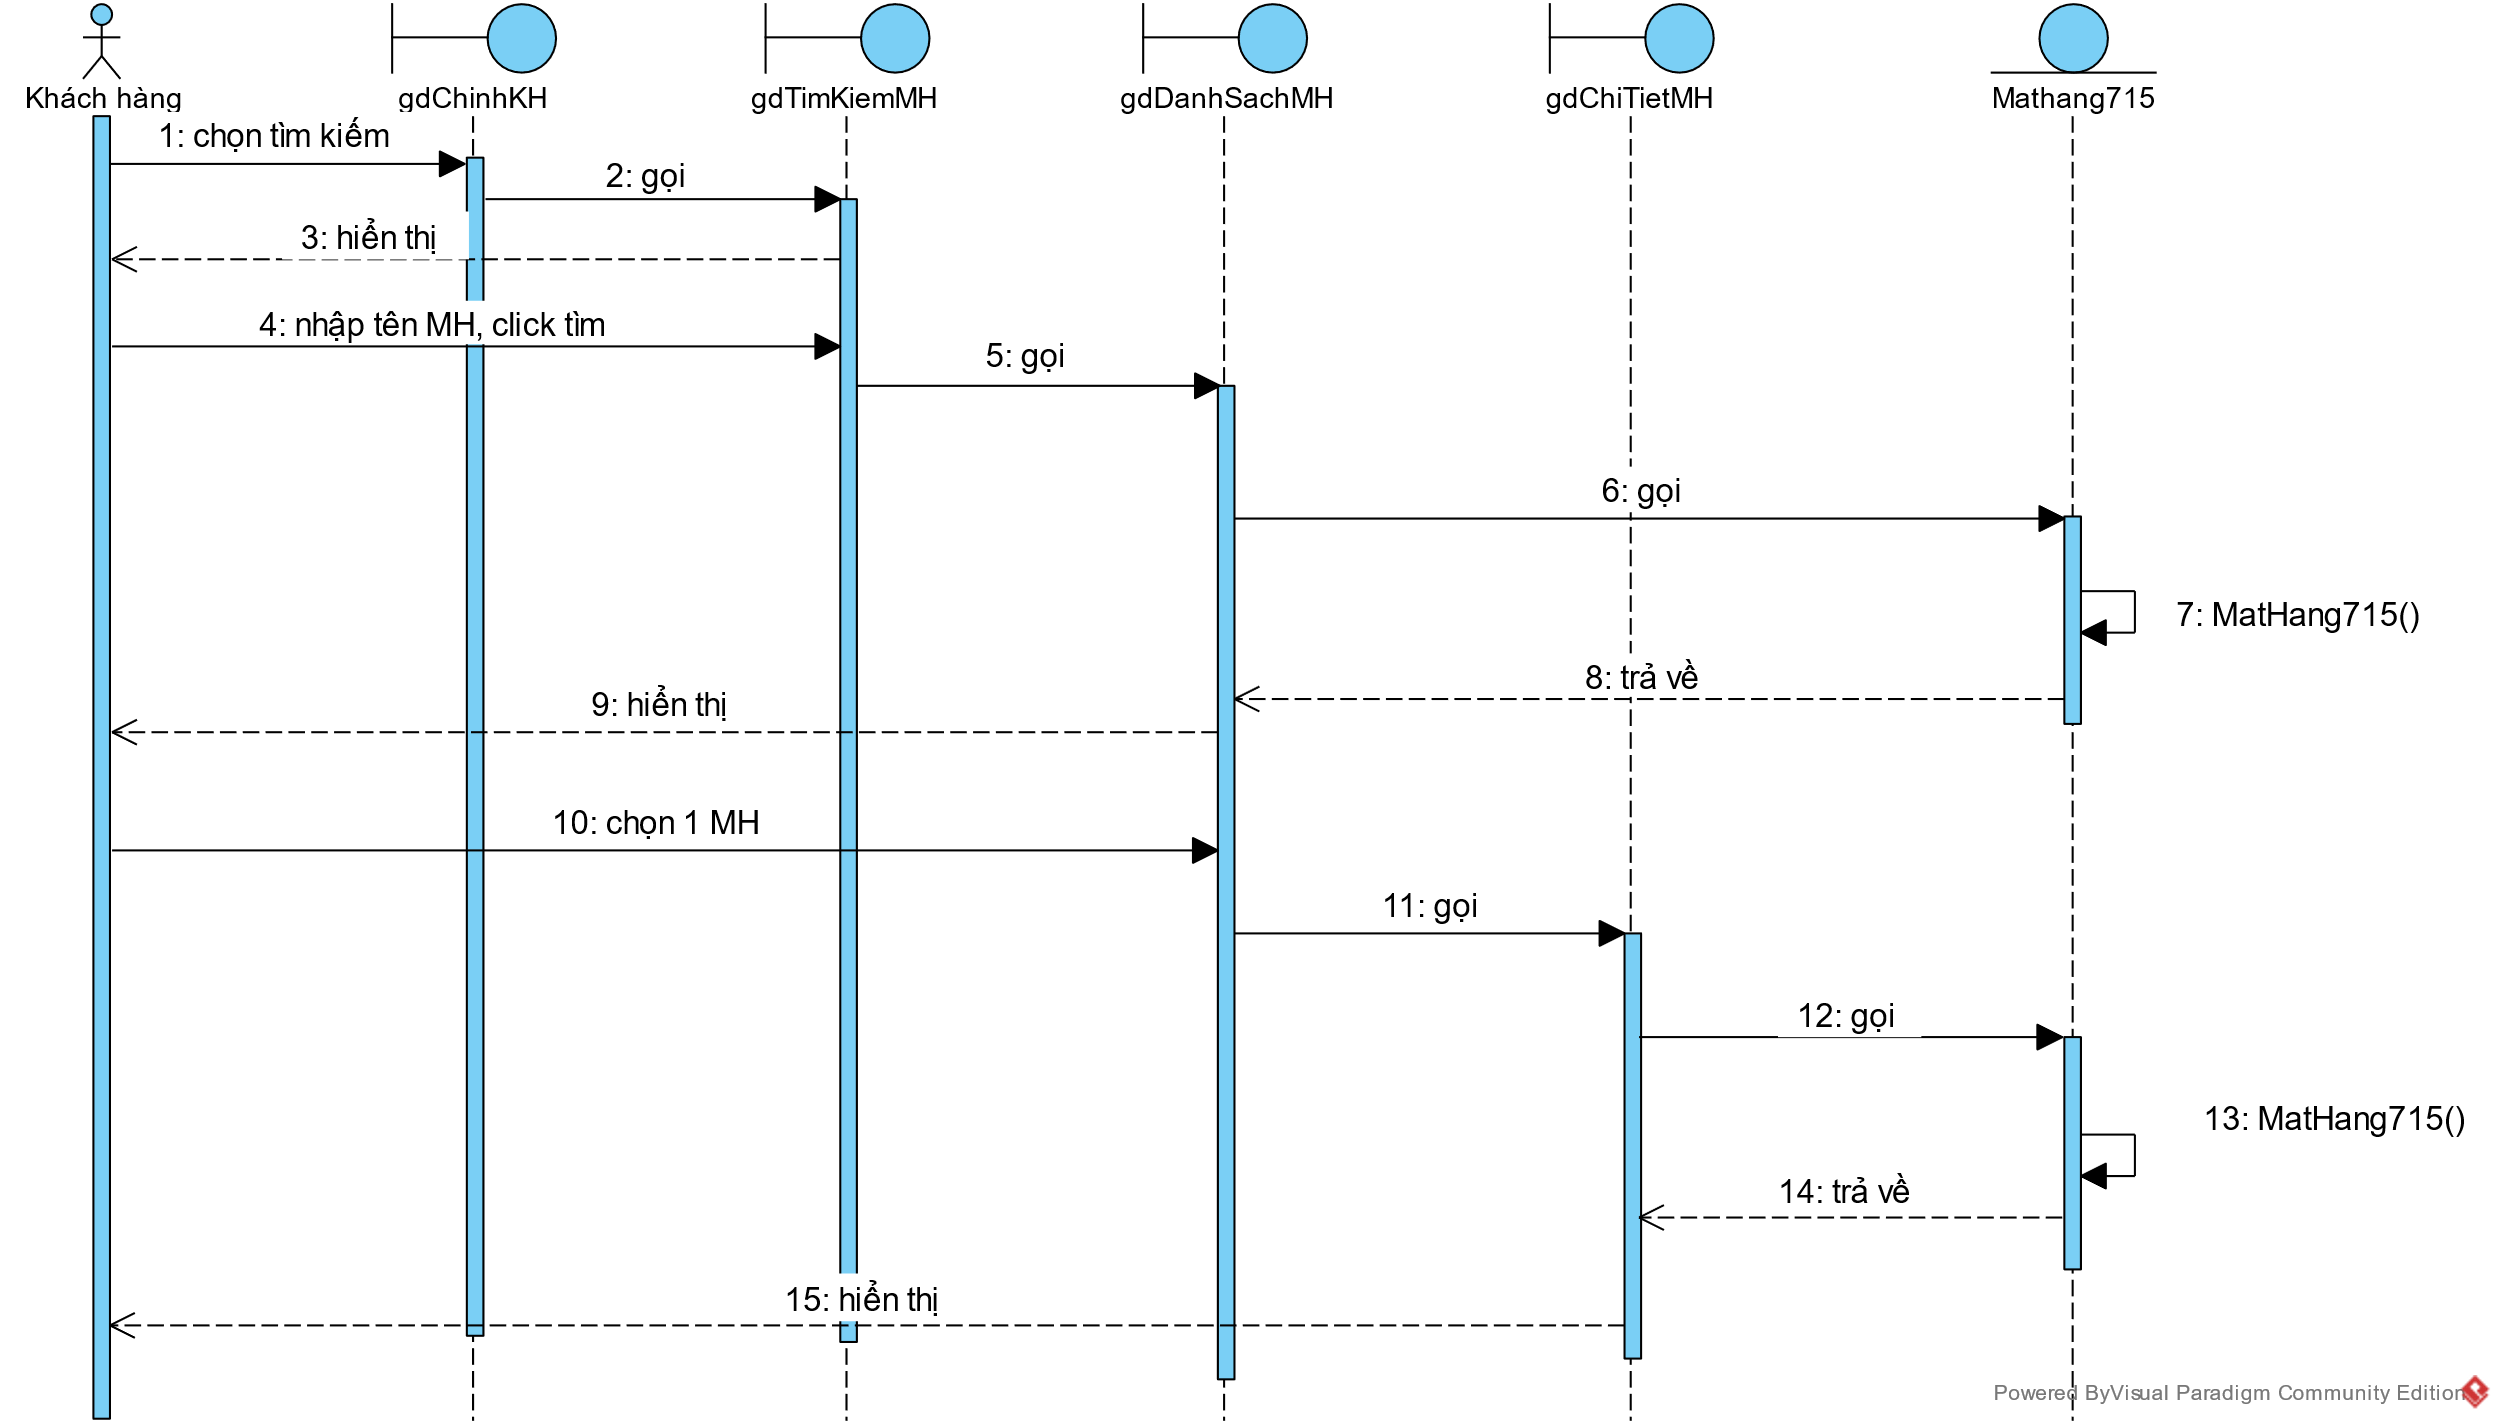 Khách hàng
gdChinhKH
gdTimKiemMH
gdDanhSachMH
gdChiTietMH
Mathang715
1: chọn tìm kiếm
2: gọi
3: hiển thị
4: nhập tên MH, click tìm
5: gọi
6: gọi
7: MatHang715()
8: trả về
9: hiển thị
10: chọn 1 MH
11: gọi
12: gọi
13: MatHang715()
14: trả về
15: hiển thị
Powered ByVisual Paradigm Community Edition